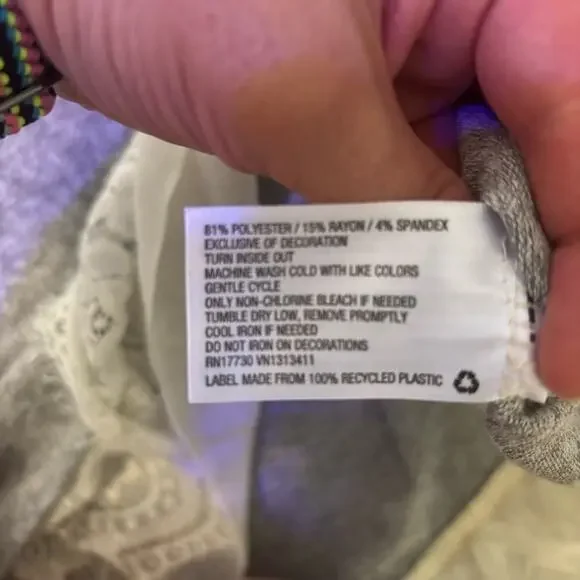 81% POLYESTER / 15% RAYON / 4% SPANDEX
EXCLUSIVE OF DECORATION
TURN INSIDE OUT
MACHINE WASH COLD WITH LIKE COLORS
GENTLE CYCLE
ONLY NON-CHLORINE BLEACH IF NEEDED
TUMBLE DRY LOW, REMOVE PROMPTLY
COOL IRON IF NEEDED
DO NOT IRON ON DECORATIONS
RN17730 VN1313411
LABEL MADE FROM 100% RECYCLED PLASTIC